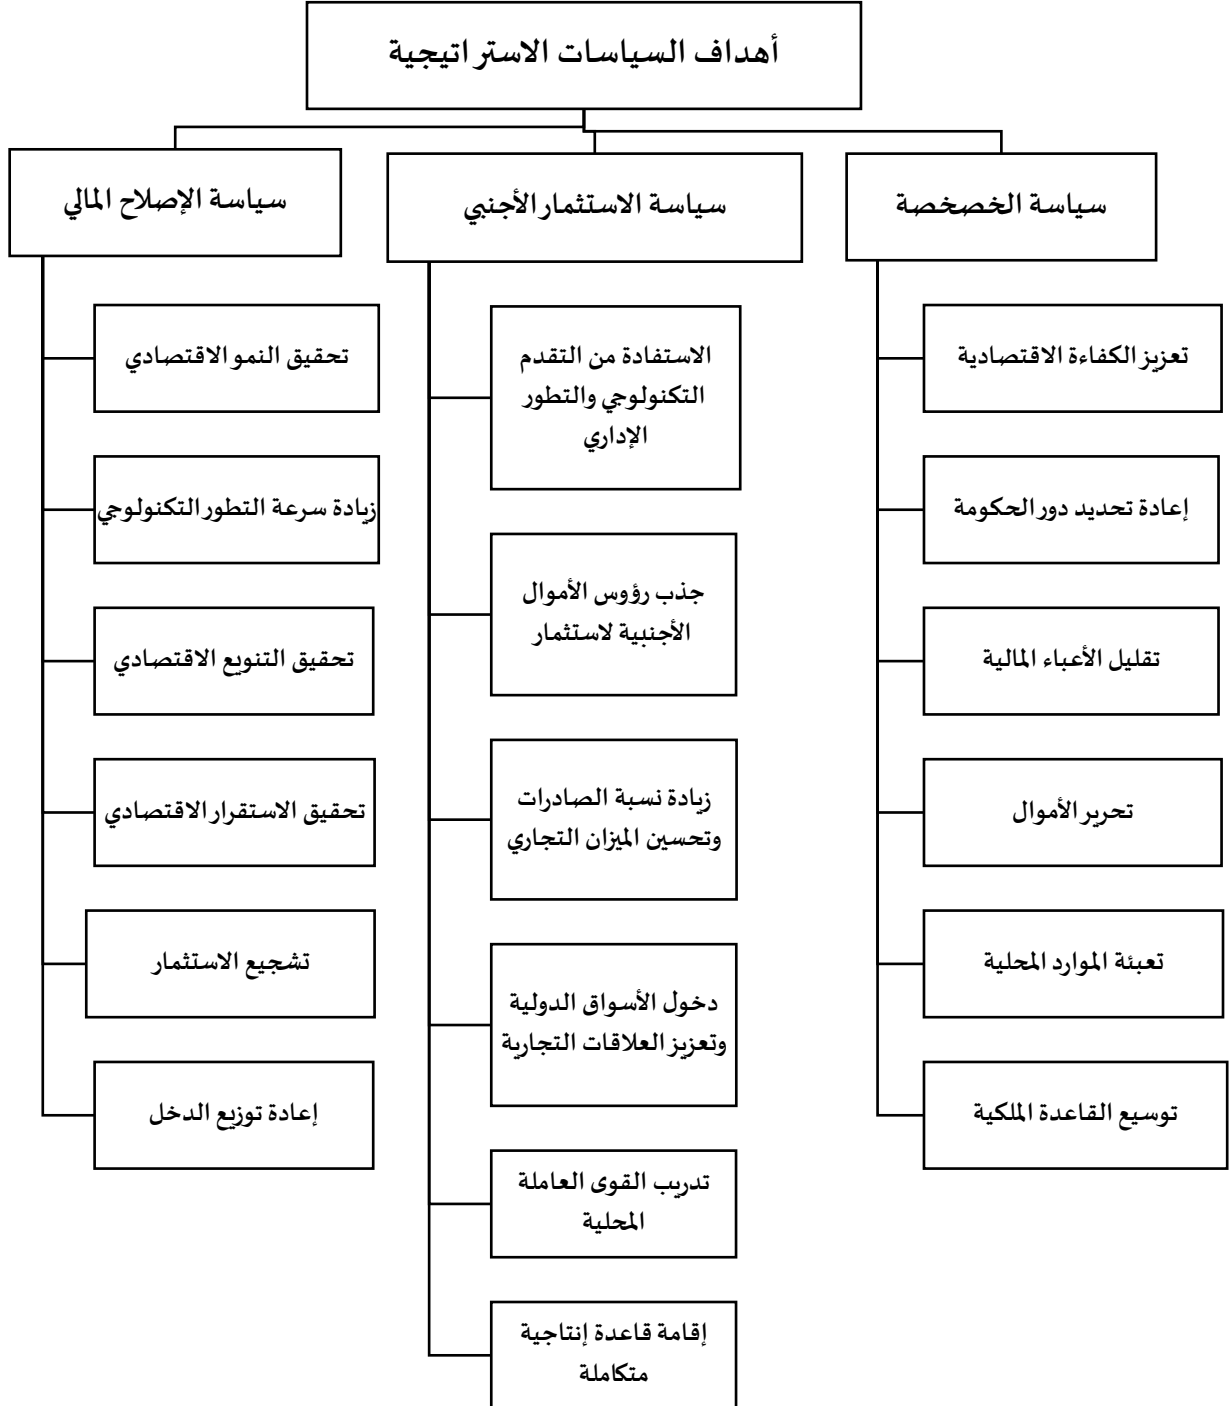 أهداف السياسات الاستراتيجية
سياسة الخصخصة
تعزيز الكفاءة الاقتصادية
إعادة تحديد دور الحكومة
تقليل الأعباء المالية
تحرير الأموال
تعبئة الموارد المحلية
توسيع القاعدة الملكية
سياسة الاستثمار الأجنبي
الاستفادة من التقدم
التكنولوجي والتطور
الإداري
جذب رؤوس الأموال
الأجنبية لاستثمار
زيادة نسبة الصادرات
وتحسين الميزان التجاري
دخول الأسواق الدولية
وتعزيز العلاقات التجارية
تدريب القوى العاملة
المحلية
إقامة قاعدة إنتاجية
متكاملة
سياسة الإصلاح المالي
تحقيق النمو الاقتصادي
زيادة سرعة التطور التكنولوجي
تحقيق التنويع الاقتصادي
تحقيق الاستقرار الاقتصادي
تشجيع الاستثمار
إعادة توزيع الدخل